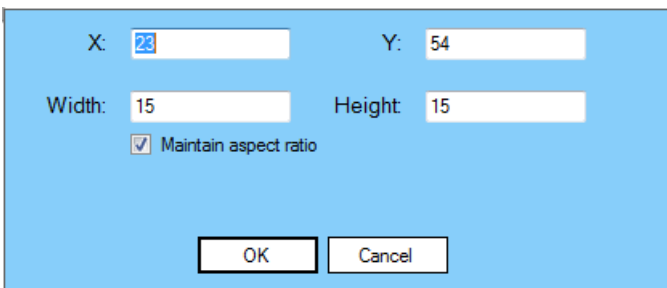 X: 23 Y: 54
Width: 15 Height: 15
Maintain aspect ratio
OK Cancel